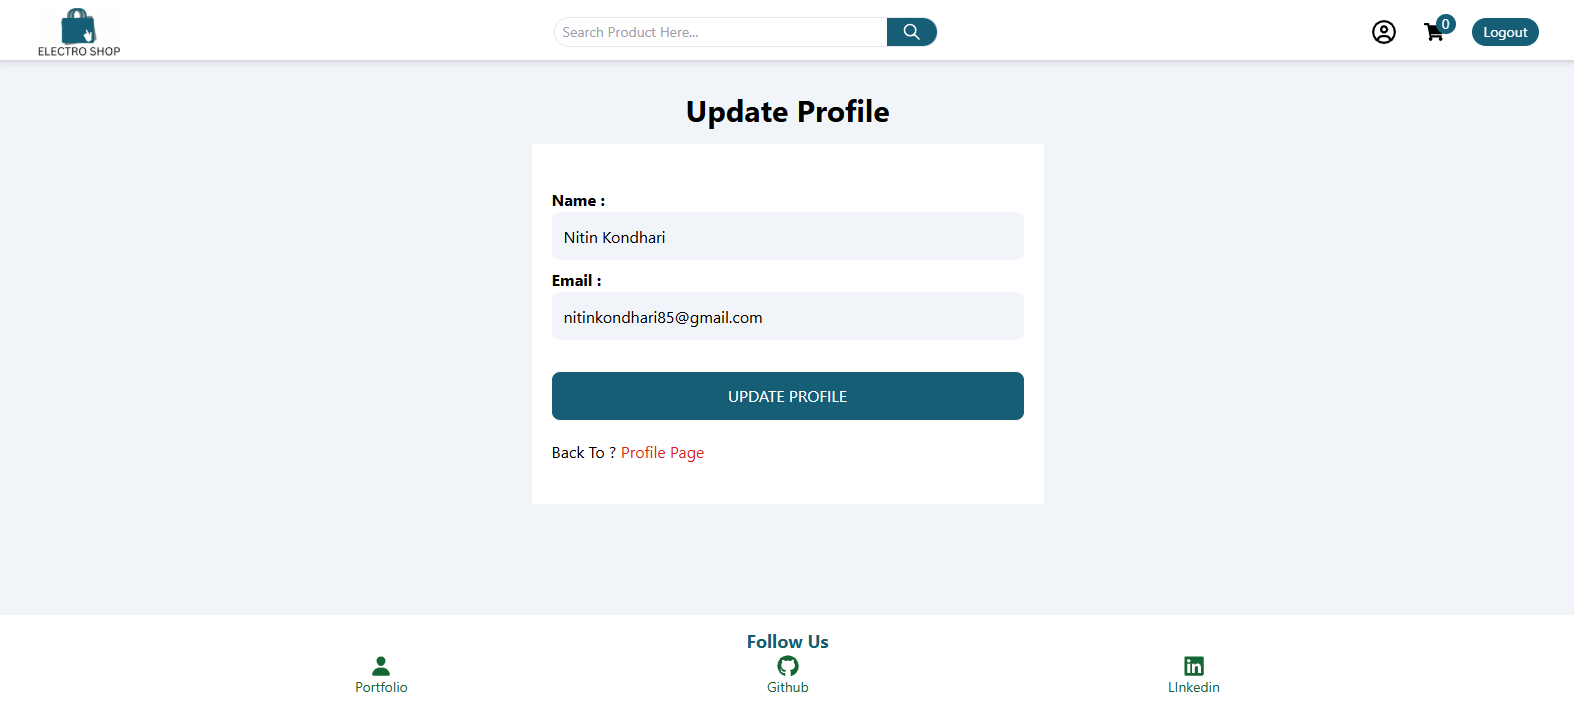 ELECTRO SHOP
Search Product Here...
0
Logout
Update Profile
Name :
Nitin Kondhari
Email :
nitinkondhari85@gmail.com
UPDATE PROFILE
Back To ? Profile Page
Follow Us
Portfolio
Github
LInkedin